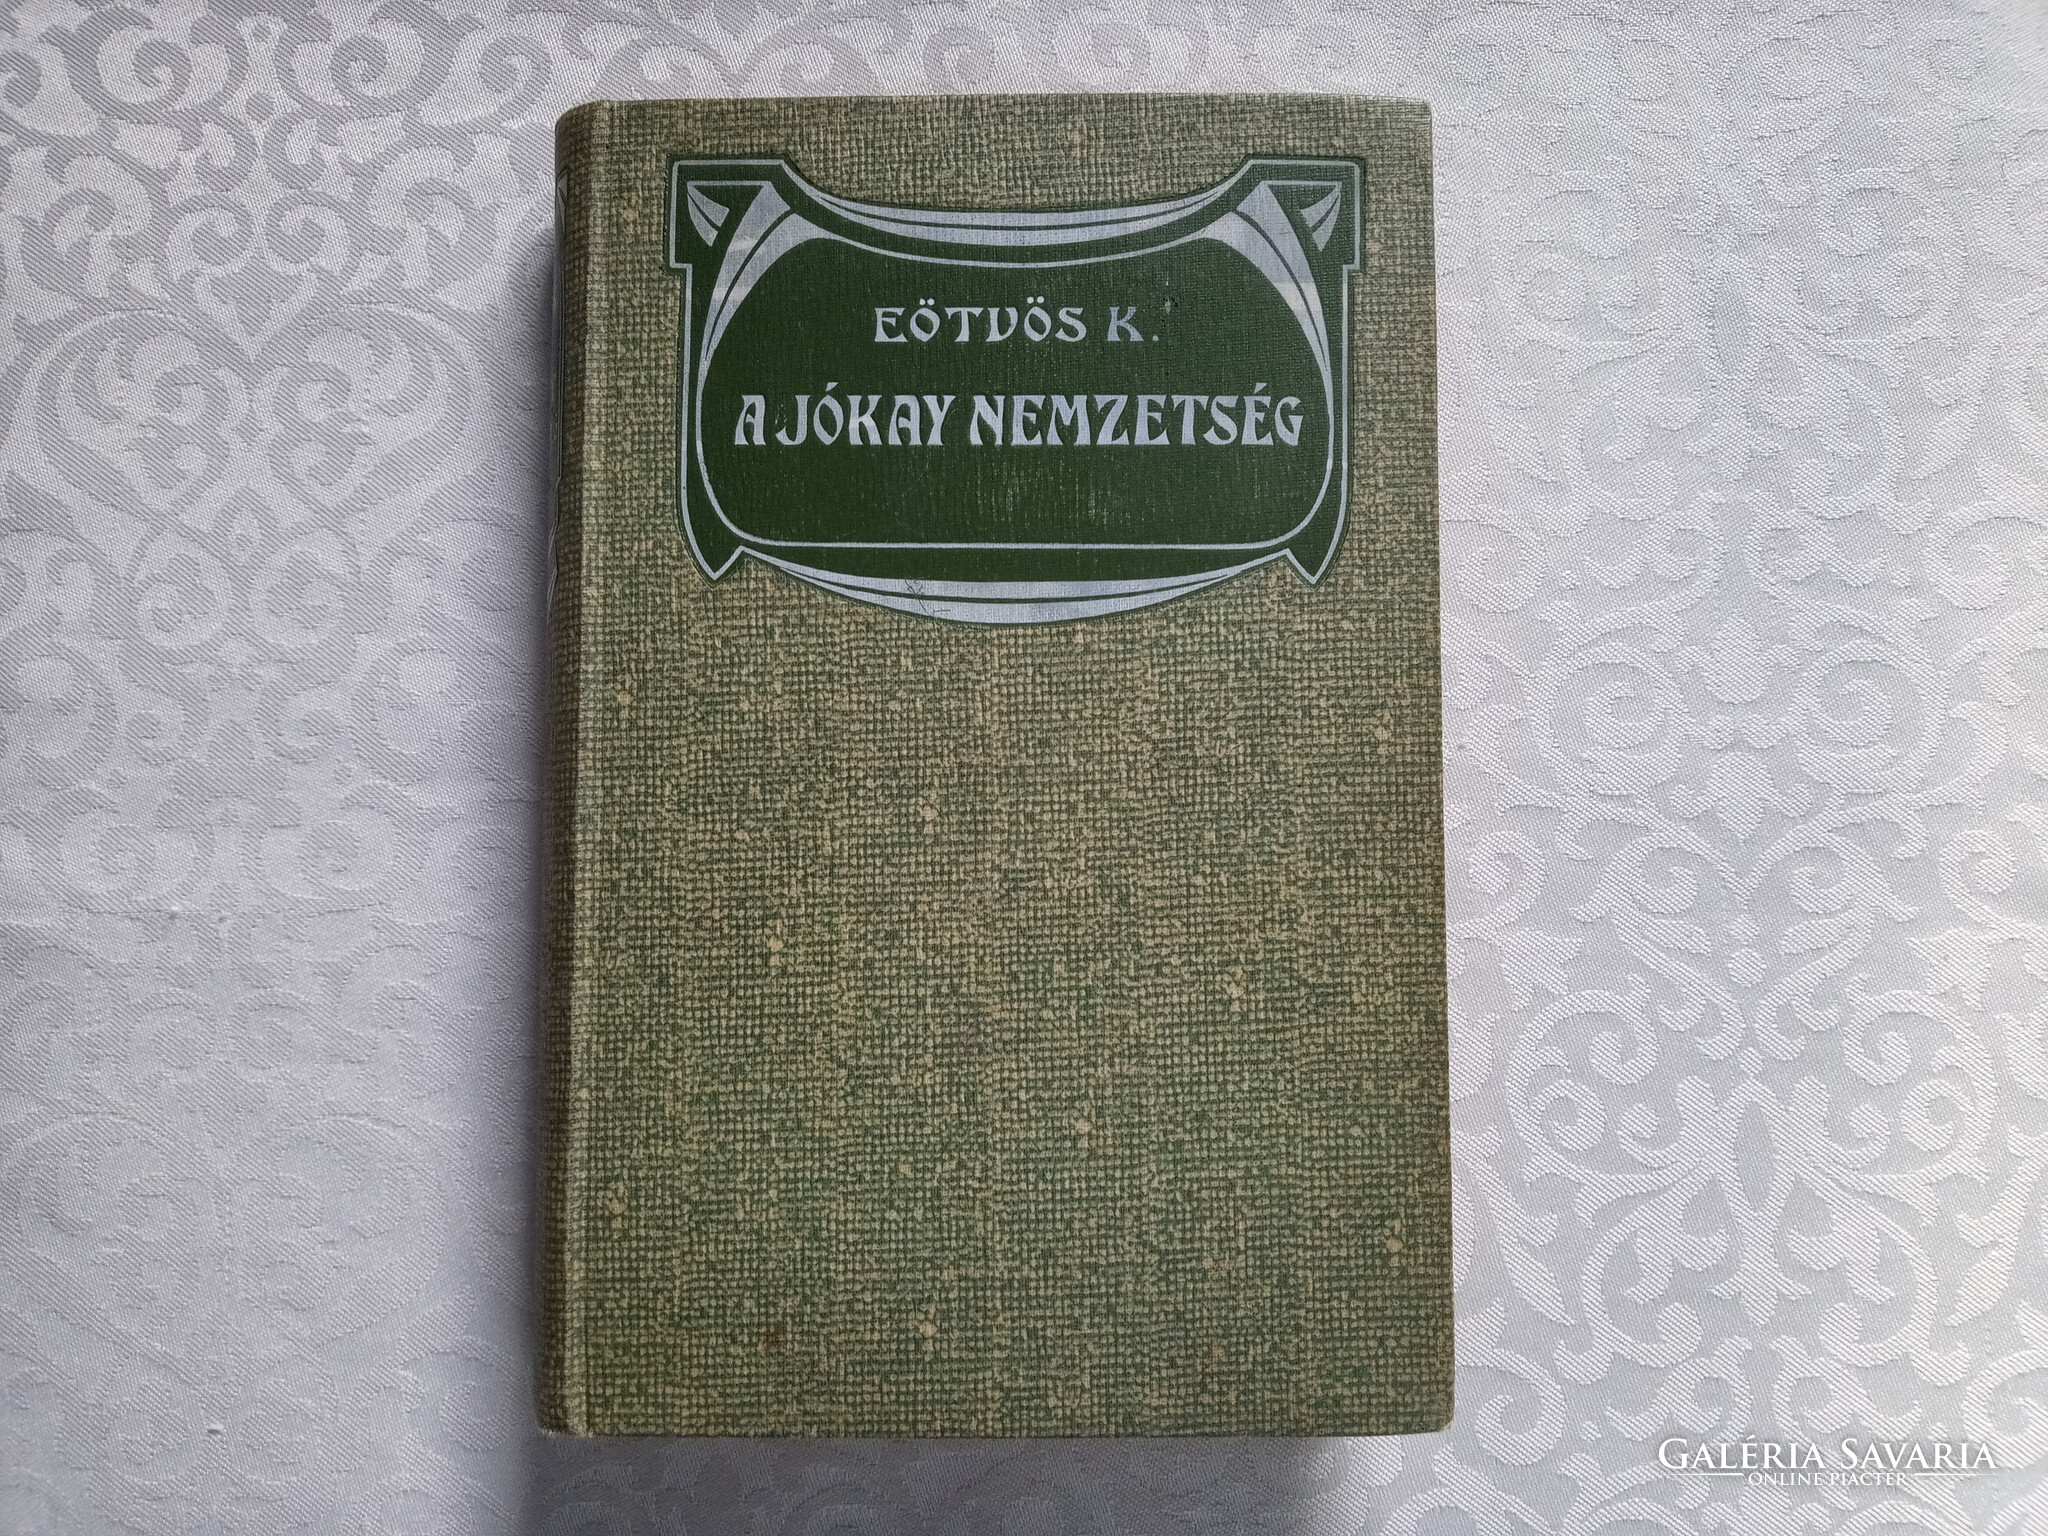 EÖTVÖS K.
A JÓKAY NEMZETSÉG
GALÉRIA SAVARIA
ONLINE PIACTÉR